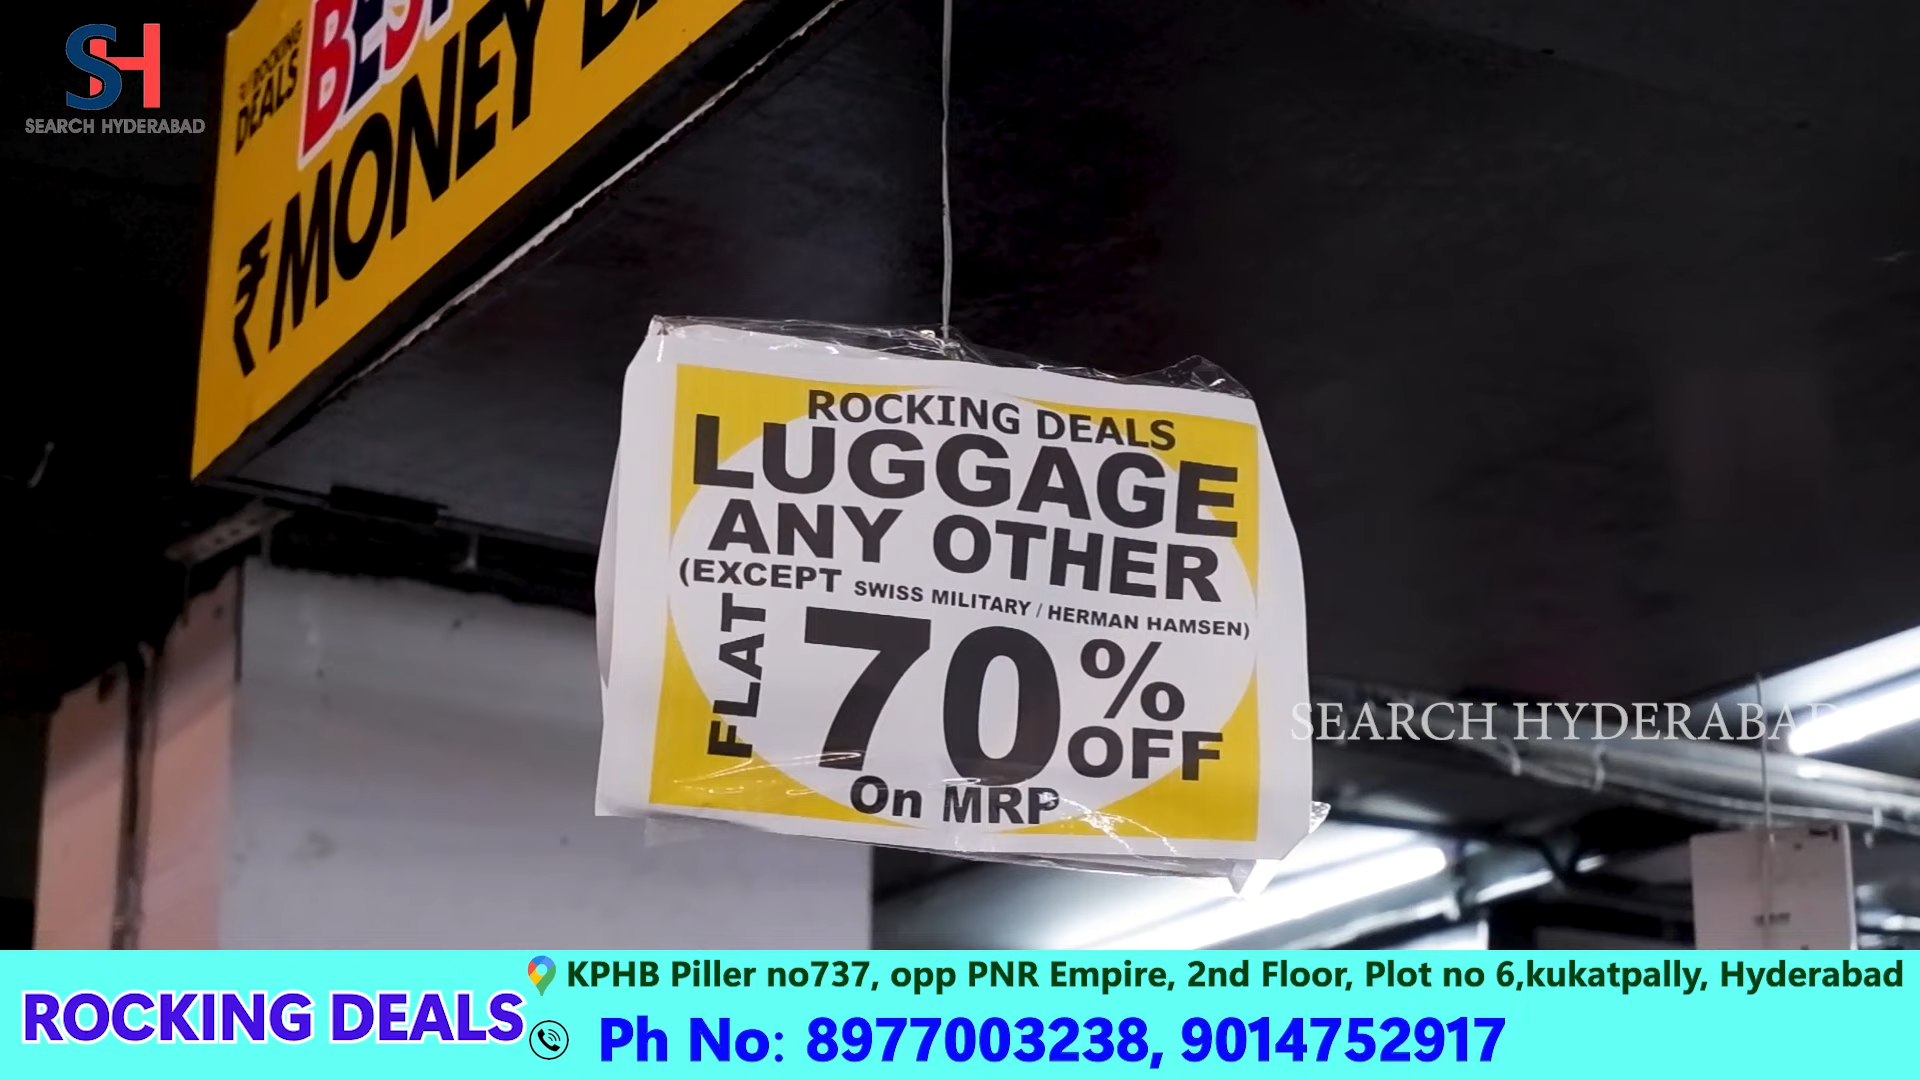 SH
SEARCH HYDERABAD
ROCKING
DEALS
BEST
₹MONEY
ROCKING DEALS
LUGGAGE
ANY OTHER
(EXCEPT SWISS MILITARY / HERMAN HAMSEN)
FLAT 70% OFF
On MRP
SEARCH HYDERABAD
ROCKING DEALS
KPHB Piller no737, opp PNR Empire, 2nd Floor, Plot no 6,kukatpally, Hyderabad
Ph No: 8977003238, 9014752917